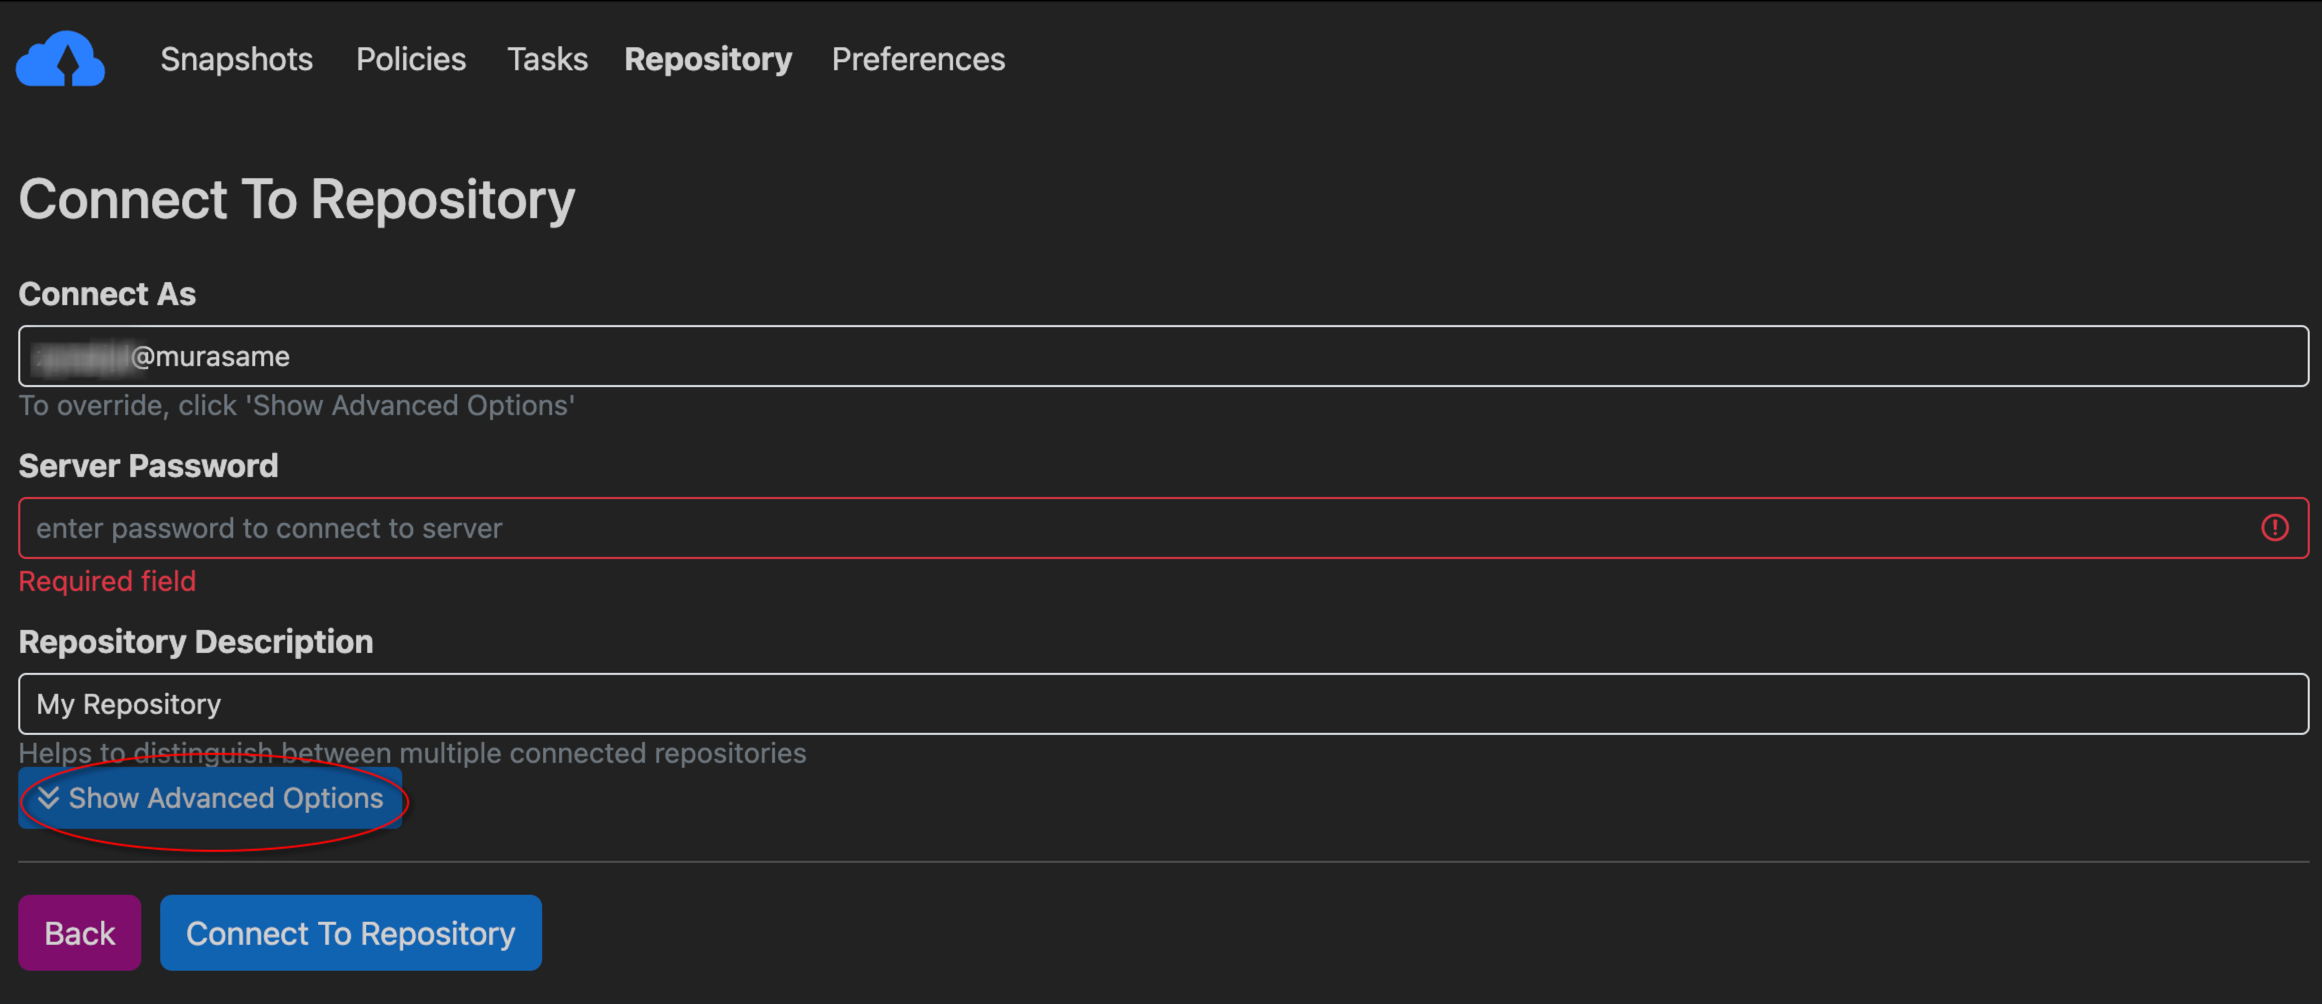 Snapshots Policies Tasks Repository Preferences
Connect To Repository
Connect As
@murasame
To override, click 'Show Advanced Options'
Server Password
enter password to connect to server
Required field
Repository Description
My Repository
Helps to distinguish between multiple connected repositories
Show Advanced Options
Back Connect To Repository